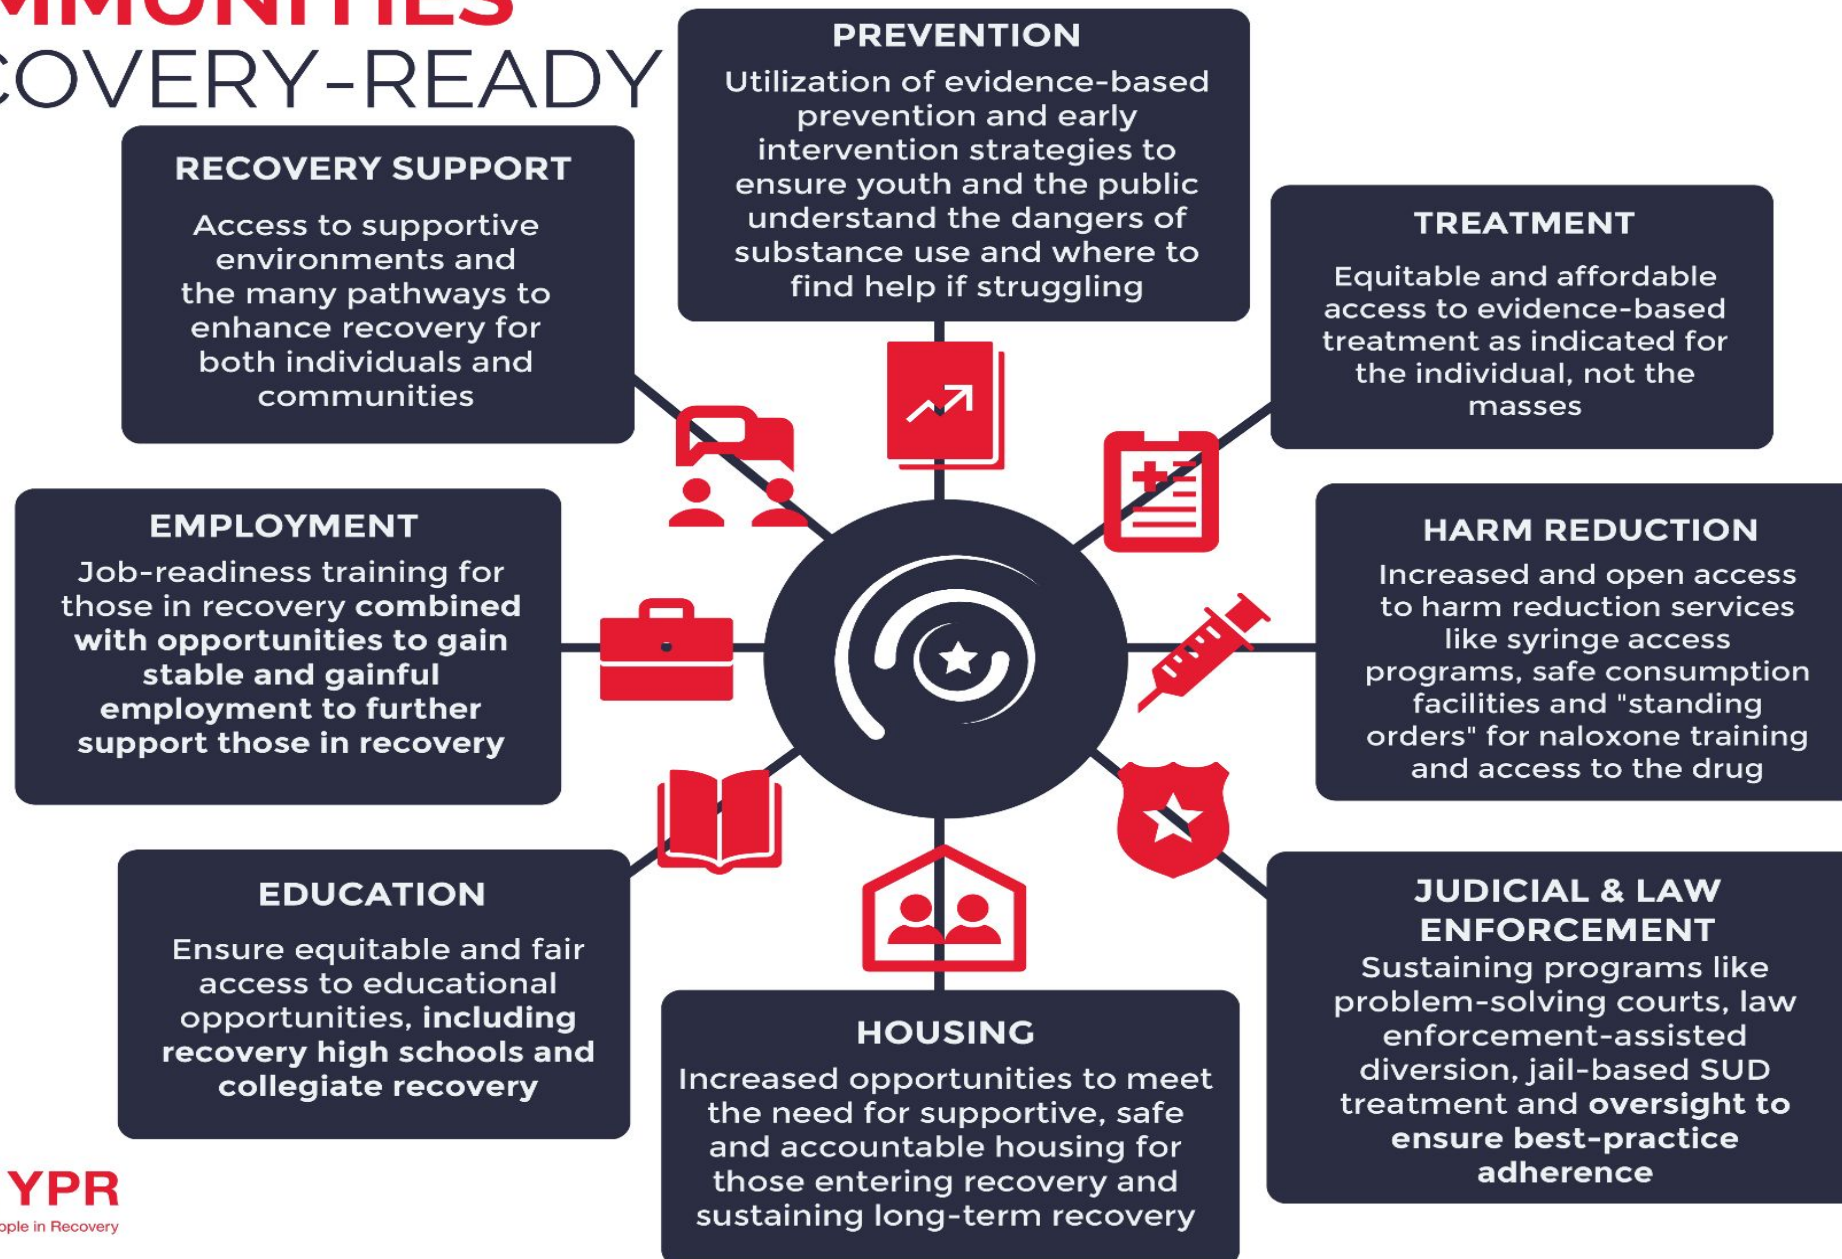 MMUNITIES
COVERY-READY
PREVENTION
Utilization of evidence-based
prevention and early
intervention strategies to
ensure youth and the public
understand the dangers of
substance use and where to
find help if struggling
RECOVERY SUPPORT
Access to supportive
environments and
the many pathways to
enhance recovery for
both individuals and
communities
TREATMENT
Equitable and affordable
access to evidence-based
treatment as indicated for
the individual, not the
masses
EMPLOYMENT
Job-readiness training for
those in recovery combined
with opportunities to gain
stable and gainful
employment to further
support those in recovery
HARM REDUCTION
Increased and open access
to harm reduction services
like syringe access
programs, safe consumption
facilities and "standing
orders" for naloxone training
and access to the drug
EDUCATION
Ensure equitable and fair
access to educational
opportunities, including
recovery high schools and
collegiate recovery
JUDICIAL & LAW
ENFORCEMENT
Sustaining programs like
problem-solving courts, law
enforcement-assisted
diversion, jail-based SUD
treatment and oversight to
ensure best-practice
adherence
HOUSING
Increased opportunities to meet
the need for supportive, safe
and accountable housing for
those entering recovery and
sustaining long-term recovery
YPR
ople in Recovery